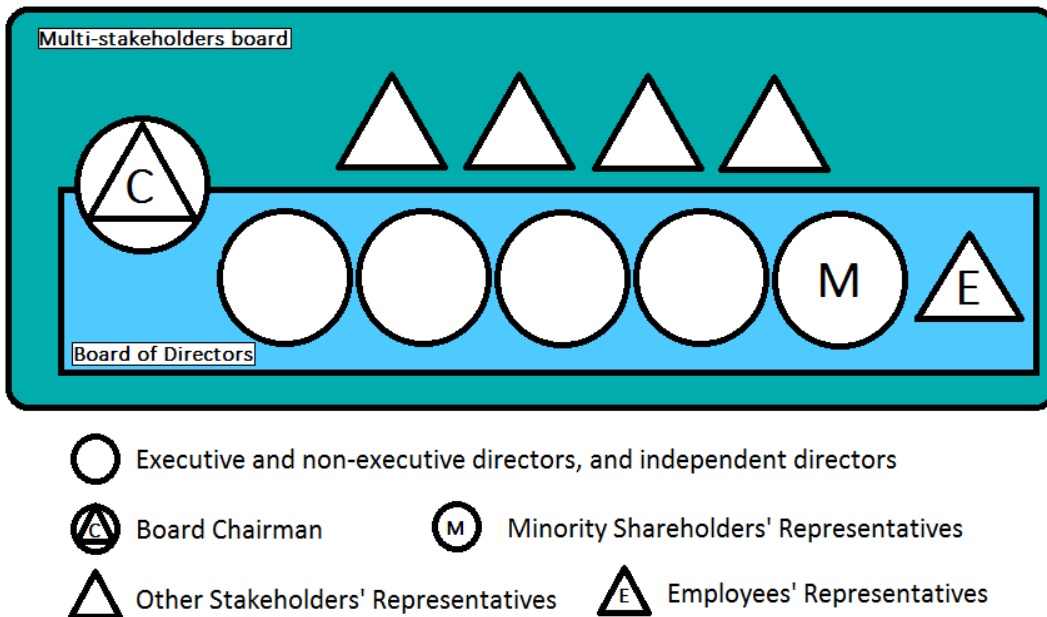 Multi-stakeholders board
C
M
E
Board of Directors
Executive and non-executive directors, and independent directors
C Board Chairman
M Minority Shareholders' Representatives
Other Stakeholders' Representatives
E Employees' Representatives